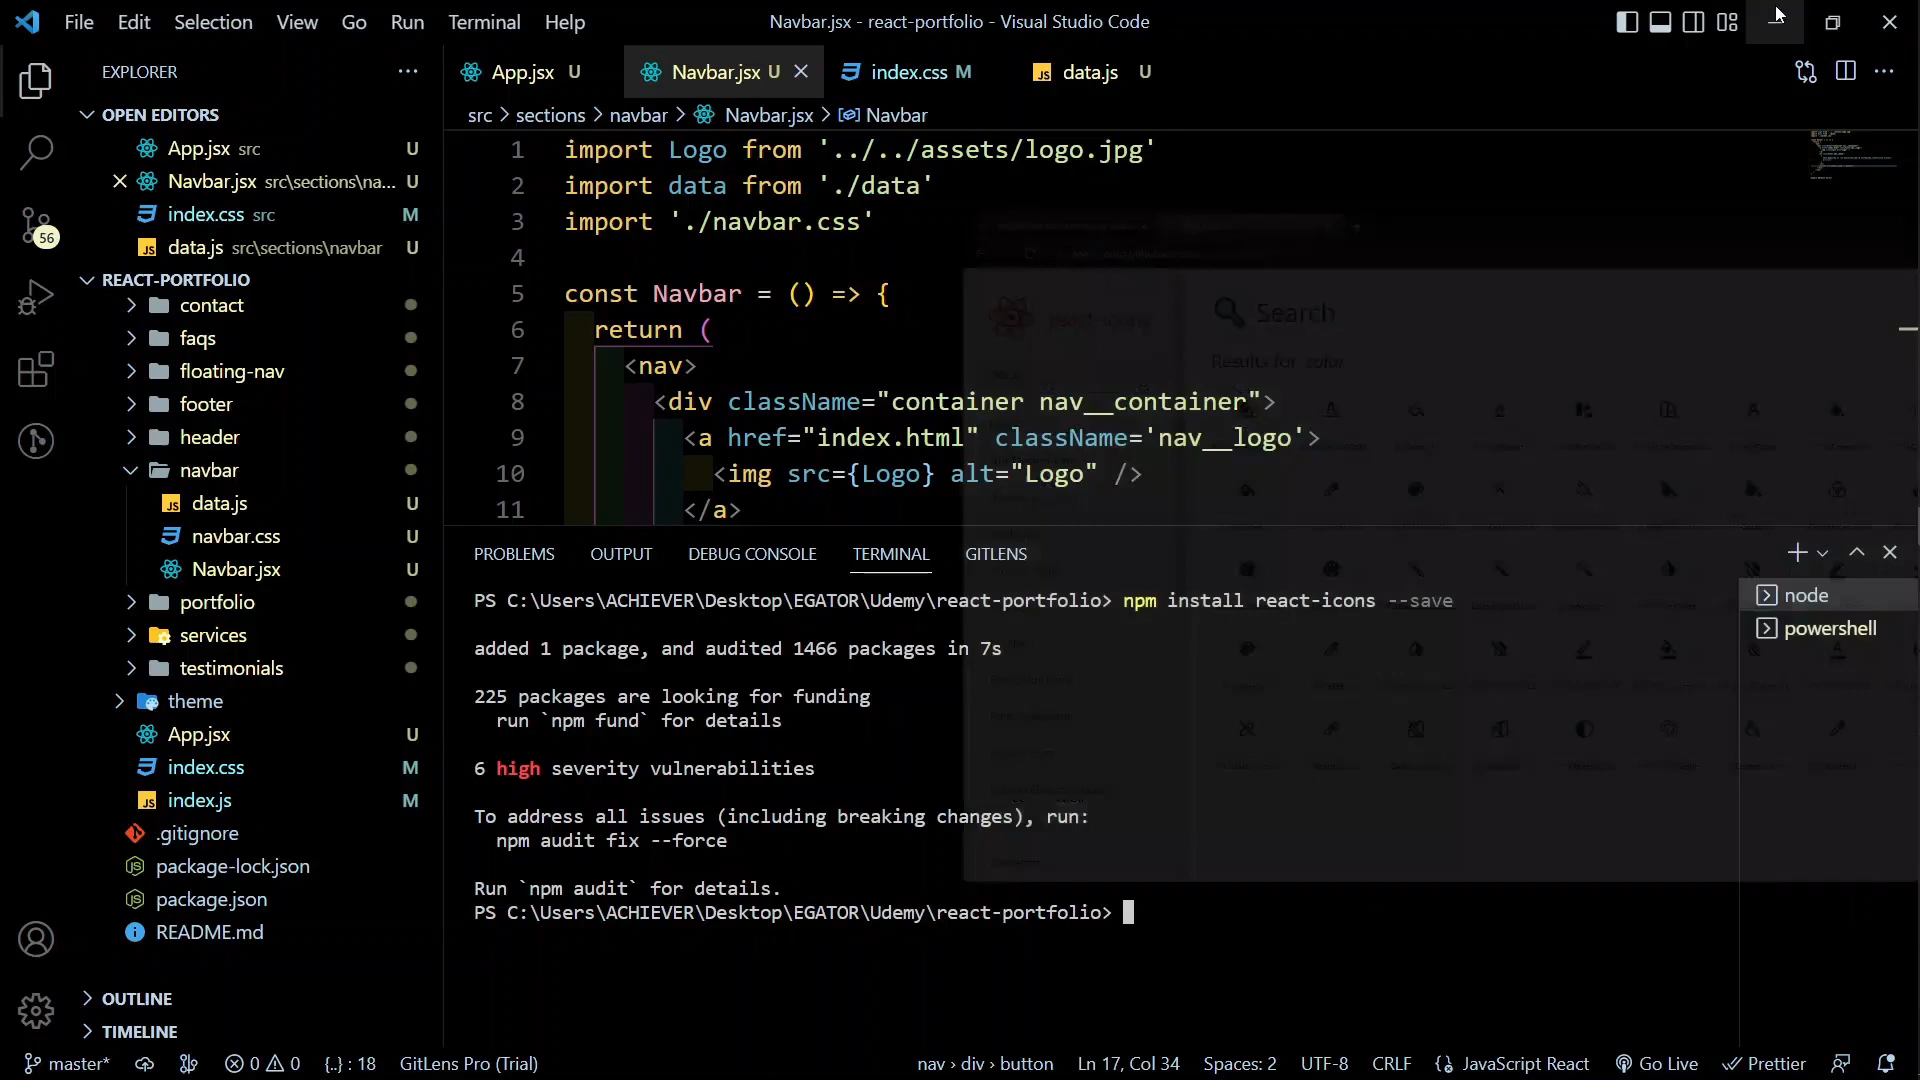 File Edit Selection View Go Run Terminal Help
Navbar.jsx - react-portfolio - Visual Studio Code
EXPLORER
OPEN EDITORS
App.jsx src U
Navbar.jsx src\sections\na... U
index.css src M
data.js src\sections\navbar U
REACT-PORTFOLIO
contact
faqs
floating-nav
footer
header
navbar
data.js U
navbar.css U
Navbar.jsx U
portfolio
services
testimonials
theme
App.jsx U
index.css M
index.js M
.gitignore
package-lock.json
package.json
README.md
OUTLINE
TIMELINE
56
App.jsx U
Navbar.jsx U
index.css M
data.js U
src > sections > navbar > Navbar.jsx > Navbar
1 import Logo from '../../assets/logo.jpg'
2 import data from './data'
3 import './navbar.css'
4
5 const Navbar = () => {
6 return (
7 <nav>
8 <div className="container nav__container">
9 <a href="index.html" className='nav__logo'>
10 <img src={Logo} alt="Logo" />
11 </a>
Search
Results for color
PROBLEMS OUTPUT DEBUG CONSOLE TERMINAL GITLENS
PS C:\Users\ACHIEVER\Desktop\EGATOR\Udemy\react-portfolio> npm install react-icons --save
added 1 package, and audited 1466 packages in 7s
225 packages are looking for funding
run `npm fund` for details
6 high severity vulnerabilities
To address all issues (including breaking changes), run:
npm audit fix --force
Run `npm audit` for details.
PS C:\Users\ACHIEVER\Desktop\EGATOR\Udemy\react-portfolio>
node
powershell
master* 0 0 {..} : 18 GitLens Pro (Trial)
nav › div › button Ln 17, Col 34 Spaces: 2 UTF-8 CRLF JavaScript React Go Live Prettier